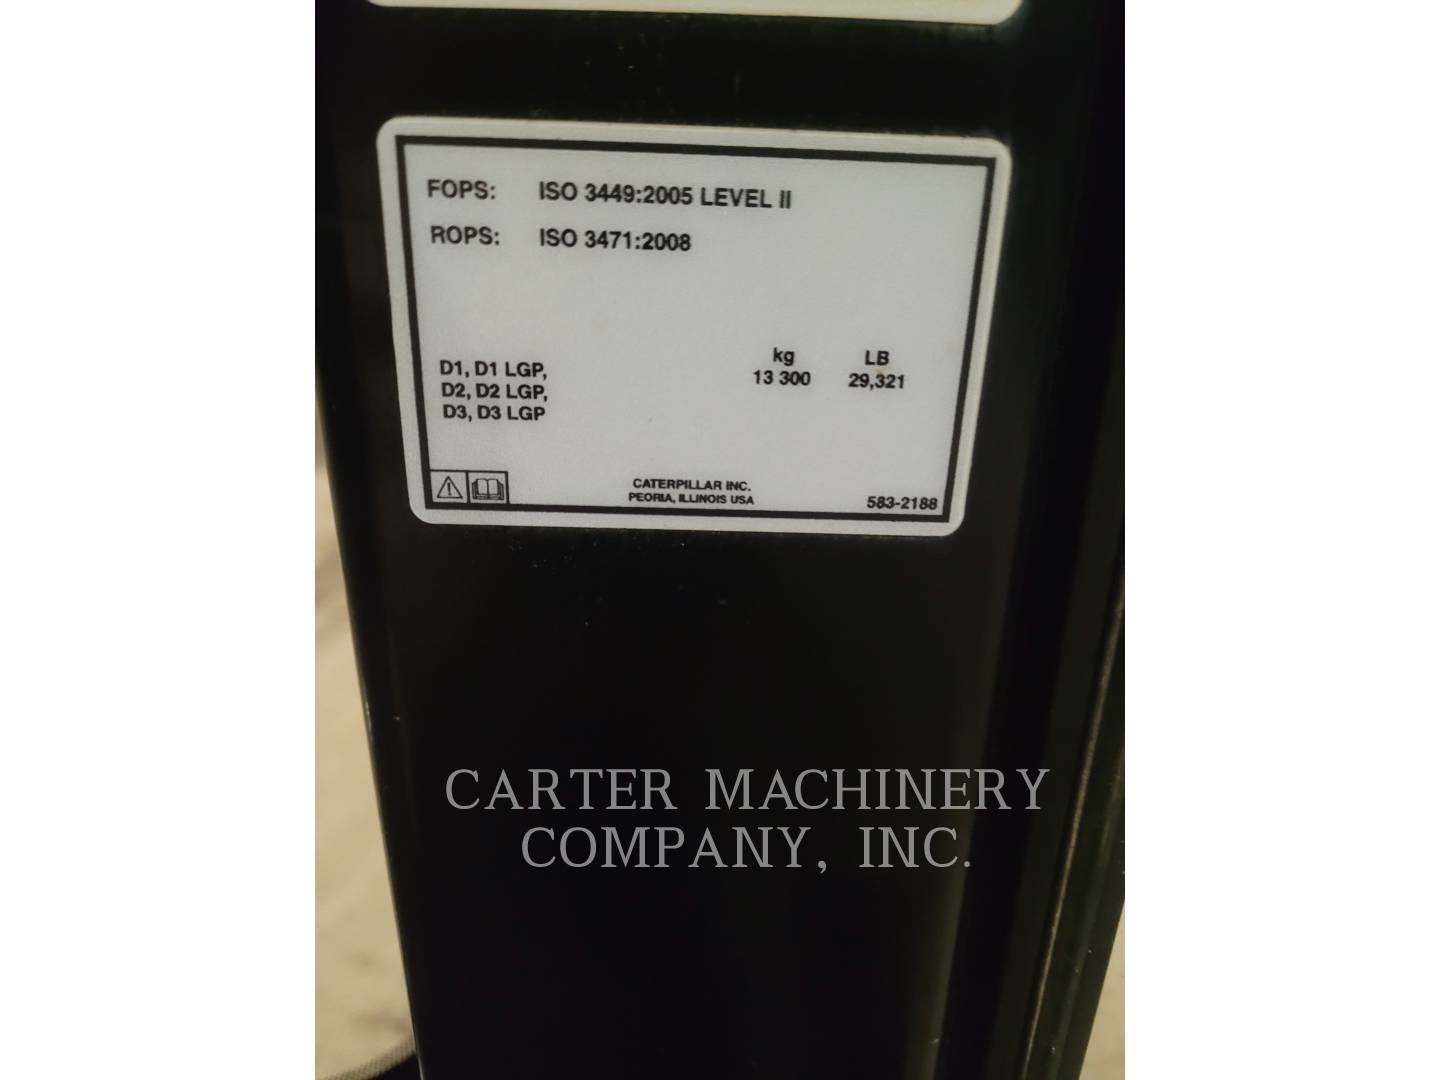 FOPS: ISO 3449:2005 LEVEL II
ROPS: ISO 3471:2008
kg LB
D1, D1 LGP, 13 300 29,321
D2, D2 LGP,
D3, D3 LGP
CATERPILLAR INC.
PEORIA, ILLINOIS USA
583-2188
CARTER MACHINERY
COMPANY, INC.